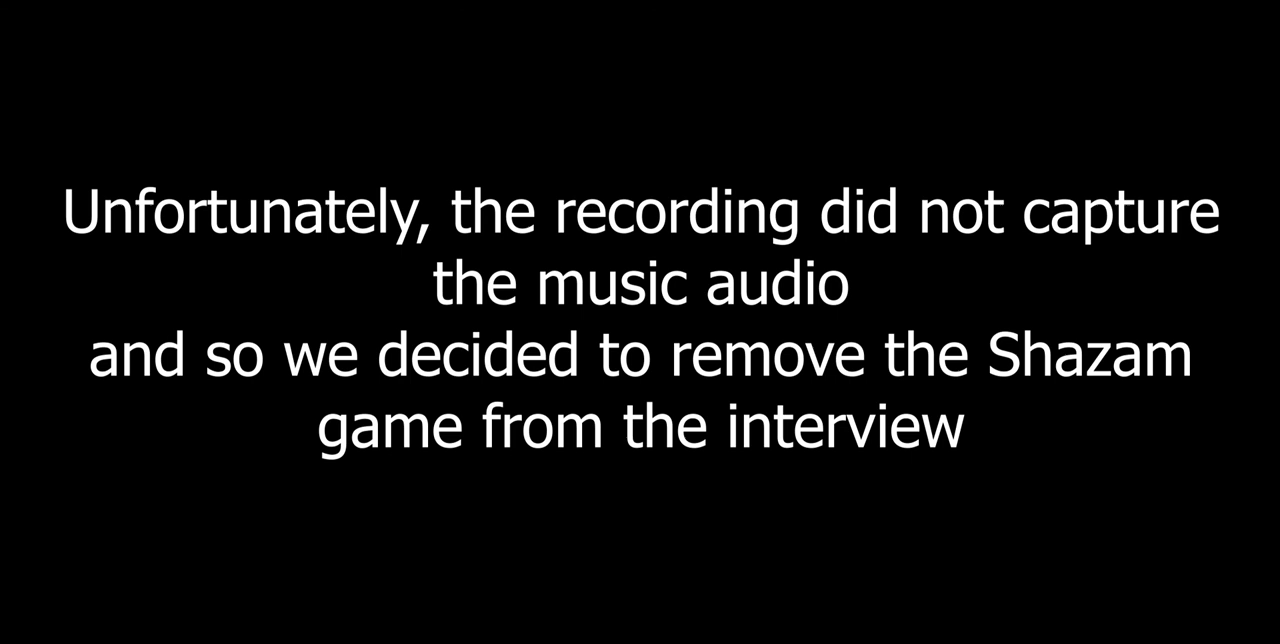 Unfortunately, the recording did not capture
the music audio
and so we decided to remove the Shazam
game from the interview